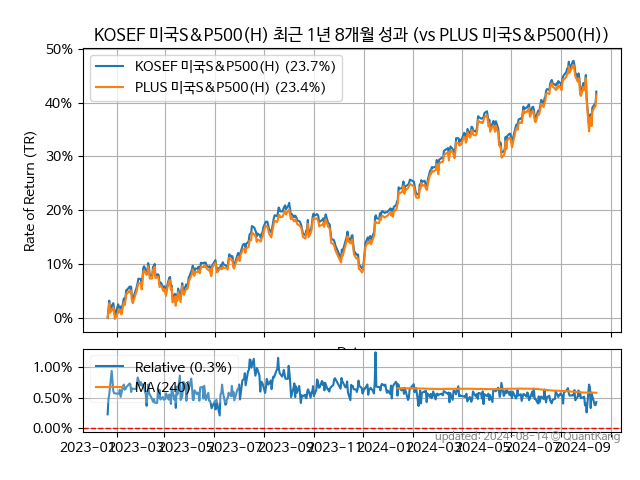 KOSEF 미국S&P500(H) 최근 1년 8개월 성과 (vs PLUS 미국S&P500(H))
50%
40%
30%
20%
10%
0%
Rate of Return (TR)
KOSEF 미국S&P500(H) (23.7%)
PLUS 미국S&P500(H) (23.4%)
1.00%
0.50%
0.00%
Relative (0.3%)
MA(240)
2023-01 2023-03 2023-05 2023-07 2023-09 2023-11 2024-01 2024-03 2024-05 2024-07 2024-09
updated: 2024-08-14 © QuantKang